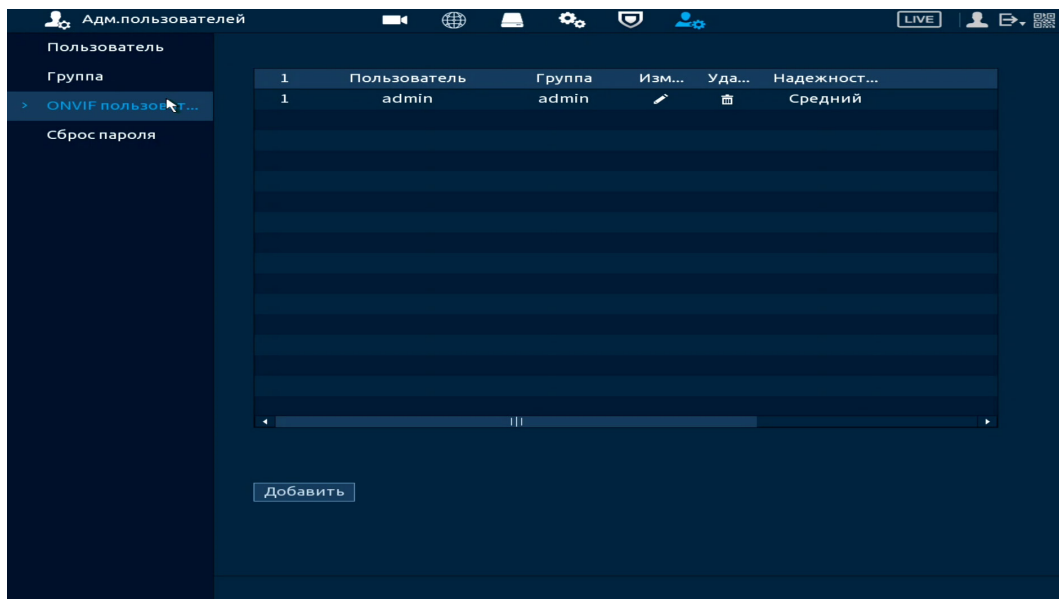 Адм.пользователей LIVE
Пользователь
Группа
ONVIF пользоват...
Сброс пароля
1 Пользователь Группа Изм... Уда... Надежност...
1 admin admin Средний
Добавить